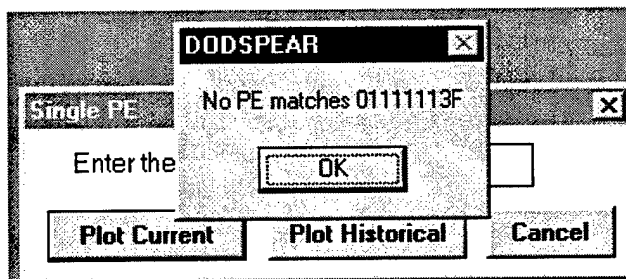 DODSPEAR
No PE matches 01111113F
OK
Single PE
Enter the
Plot Current
Plot Historical
Cancel